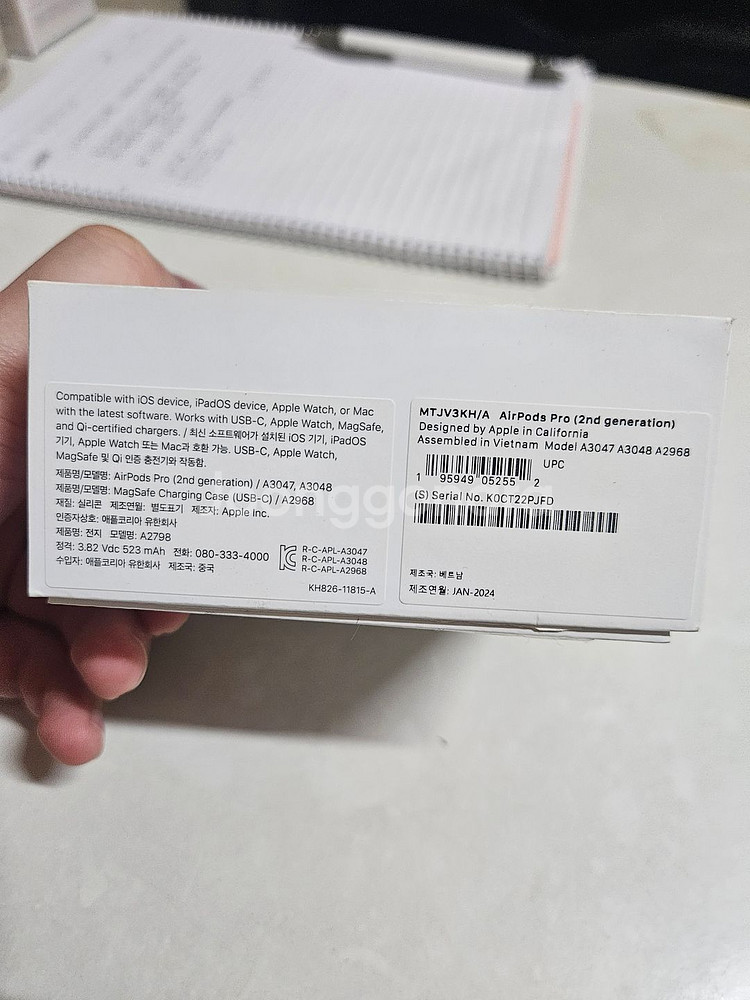 Compatible with iOS device, iPadOS device, Apple Watch, or Mac
with the latest software. Works with USB-C, Apple Watch, MagSafe,
and Qi-certified chargers. / 최신 소프트웨어가 설치된 iOS 기기, iPadOS
기기, Apple Watch 또는 Mac과 호환 가능. USB-C, Apple Watch,
MagSafe 및 Qi 인증 충전기와 작동함.
제품명/모델명: AirPods Pro (2nd generation) / A3047, A3048
제품명/모델명: MagSafe Charging Case (USB-C) / A2968
재질: 실리콘 제조연월: 별도표기 제조자: Apple Inc.
인증자상호: 애플코리아 유한회사
제품명: 전지 모델명: A2798
정격: 3.82 Vdc 523 mAh 전화: 080-333-4000
수입자: 애플코리아 유한회사 제조국: 중국
R-C-APL-A3047
R-C-APL-A3048
R-C-APL-A2968
KH826-11815-A
MTJV3KH/A AirPods Pro (2nd generation)
Designed by Apple in California
Assembled in Vietnam Model A3047 A3048 A2968
UPC
1 95949 05255 2
(S) Serial No. K0CT22PJFD
제조국: 베트남
제조연월: JAN-2024